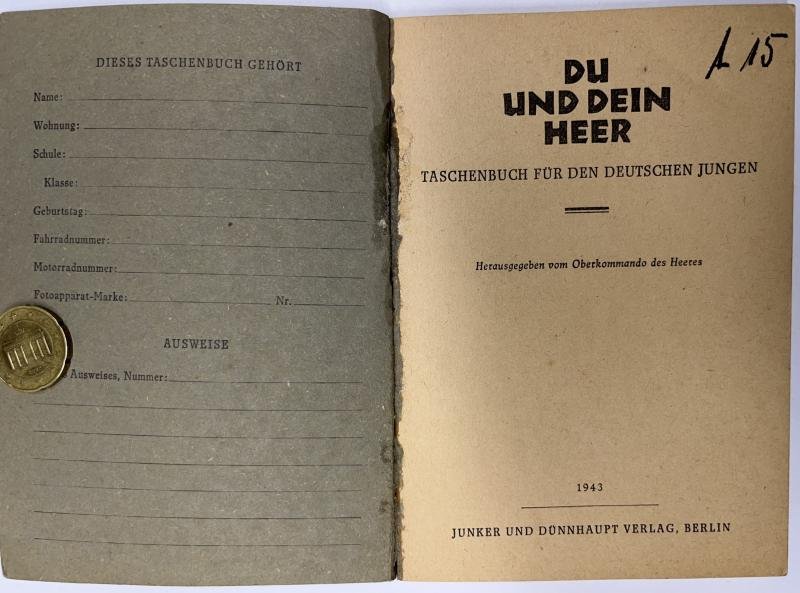 DIESES TASCHENBUCH GEHÖRT
Name:
Wohnung:
Schule:
Klasse:
Geburtstag:
Fahrradnummer:
Motorradnummer:
Fotoapparat-Marke: Nr.
AUSWEISE
Ausweises, Nummer:
15
DU
UND DEIN
HEER
TASCHENBUCH FÜR DEN DEUTSCHEN JUNGEN
Herausgegeben vom Oberkommando des Heeres
1943
JUNKER UND DÜNNHAUPT VERLAG, BERLIN